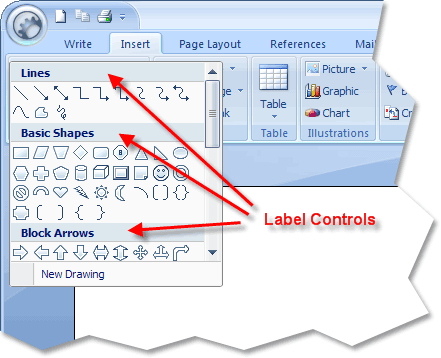 Write Insert Page Layout References Mai
Lines
Basic Shapes
Block Arrows
New Drawing
Table
Table
Picture
Graphic
Chart
Illustrations
Label Controls